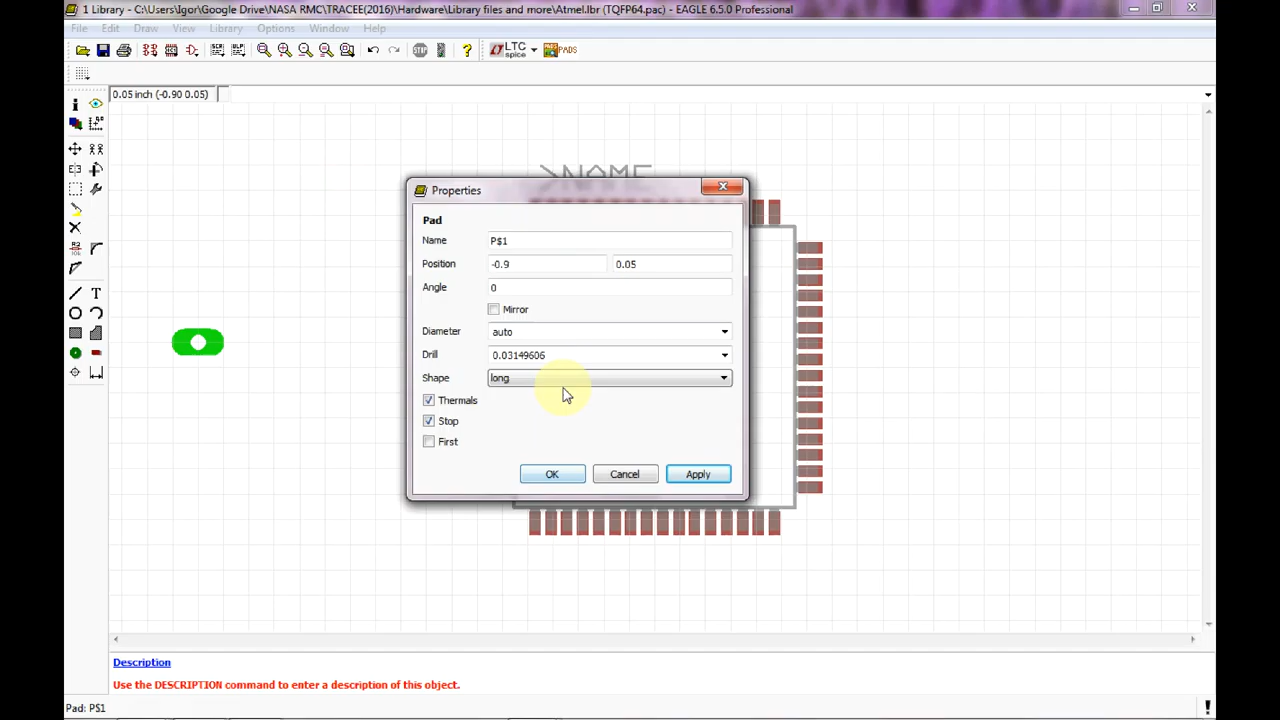 1 Library - C:\Users\Igor\Google Drive\NASA RMC\TRACEE(2016)\Hardware\Library files and more\Atmel.lbr (TQFP64.pac) - EAGLE 6.5.0 Professional
File Edit Draw View Library Options Window Help
LTC spice PADS
0.05 inch (-0.90 0.05)
>NAME
Properties
Pad
Name P$1
Position -0.9 0.05
Angle 0
Mirror
Diameter auto
Drill 0.03149606
Shape long
Thermals
Stop
First
OK Cancel Apply
Description
Use the DESCRIPTION command to enter a description of this object.
Pad: P$1